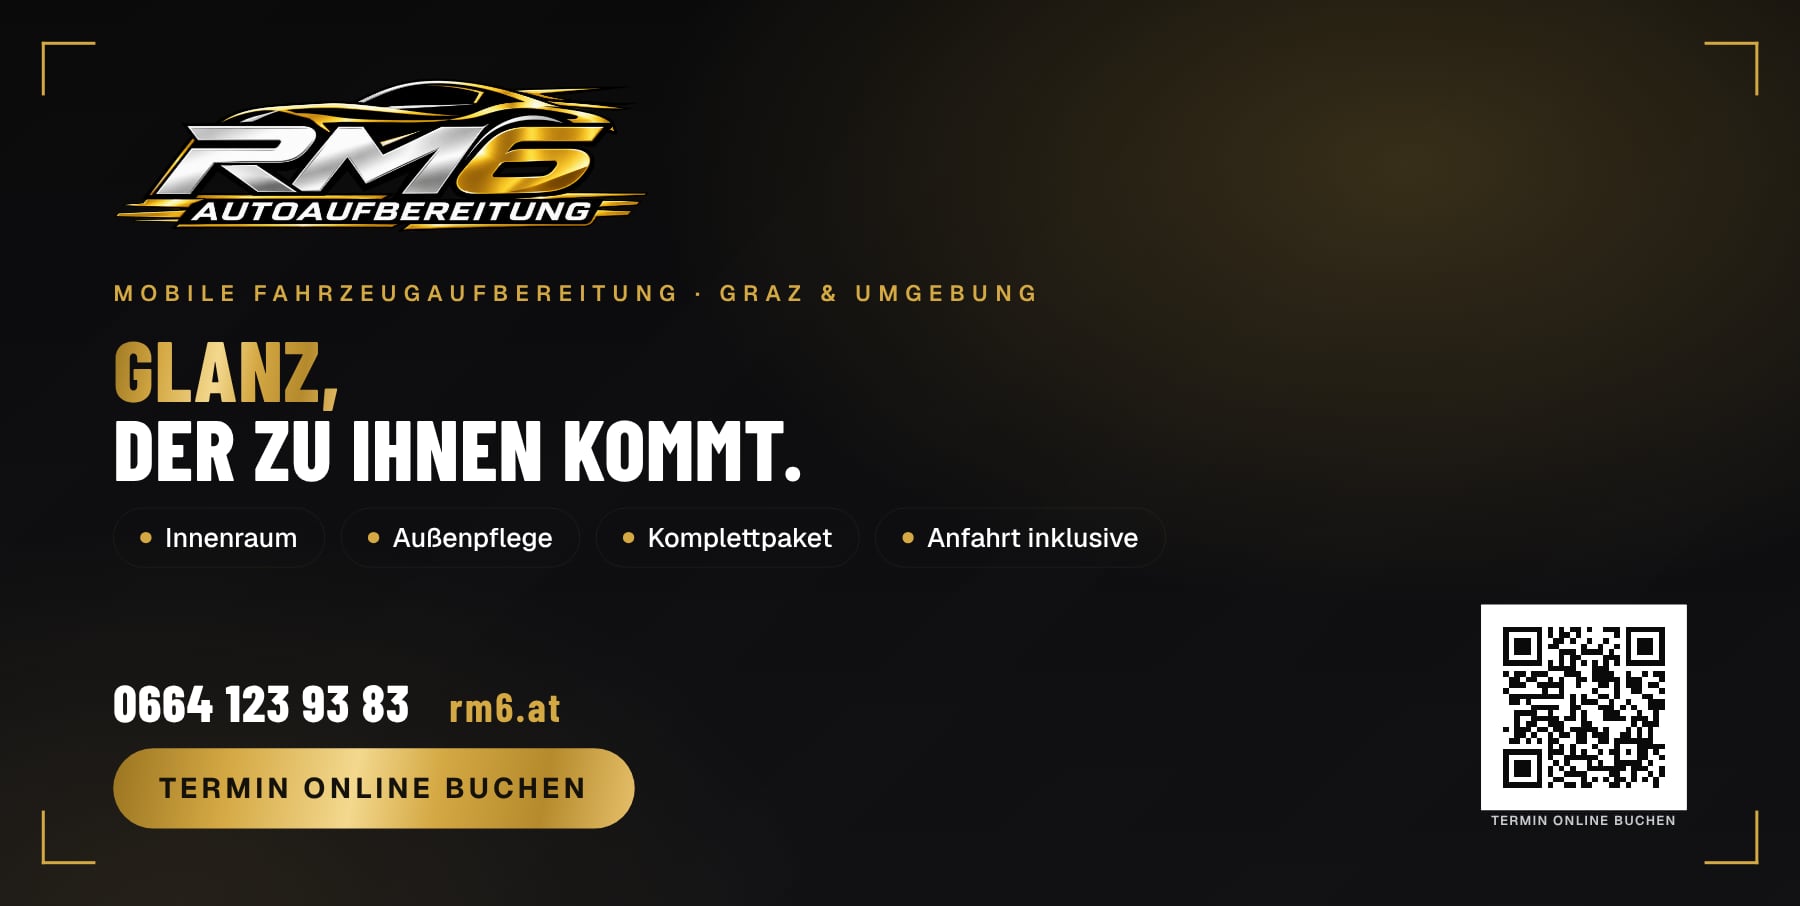 RM6
AUTOAUFBEREITUNG
MOBILE FAHRZEUGAUFBEREITUNG · GRAZ & UMGEBUNG
GLANZ,
DER ZU IHNEN KOMMT.
Innenraum
Außenpflege
Komplettpaket
Anfahrt inklusive
0664 123 93 83 rm6.at
TERMIN ONLINE BUCHEN
TERMIN ONLINE BUCHEN